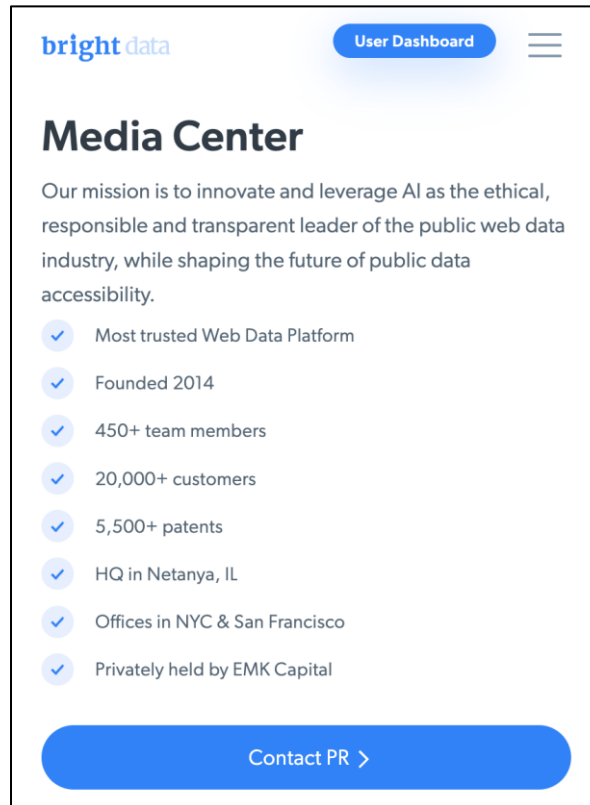 bright data
User Dashboard
Media Center
Our mission is to innovate and leverage AI as the ethical,
responsible and transparent leader of the public web data
industry, while shaping the future of public data
accessibility.
Most trusted Web Data Platform
Founded 2014
450+ team members
20,000+ customers
5,500+ patents
HQ in Netanya, IL
Offices in NYC & San Francisco
Privately held by EMK Capital
Contact PR